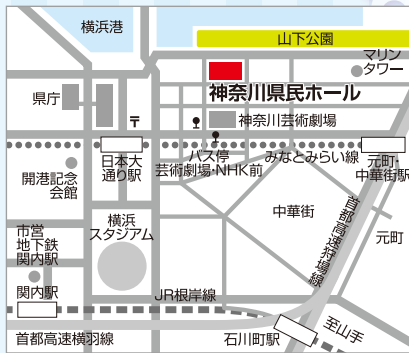 横浜港
山下公園
マリン
タワー
県庁
神奈川県民ホール
〒
神奈川芸術劇場
日本大
通り駅
バス停
芸術劇場・NHK前
みなとみらい線
元町・
中華街駅
開港記念
会館
横浜
スタジアム
中華街
首都高速狩場線
元町
市営
地下鉄
関内駅
関内駅
JR根岸線
首都高速横羽線
石川町駅
至山手